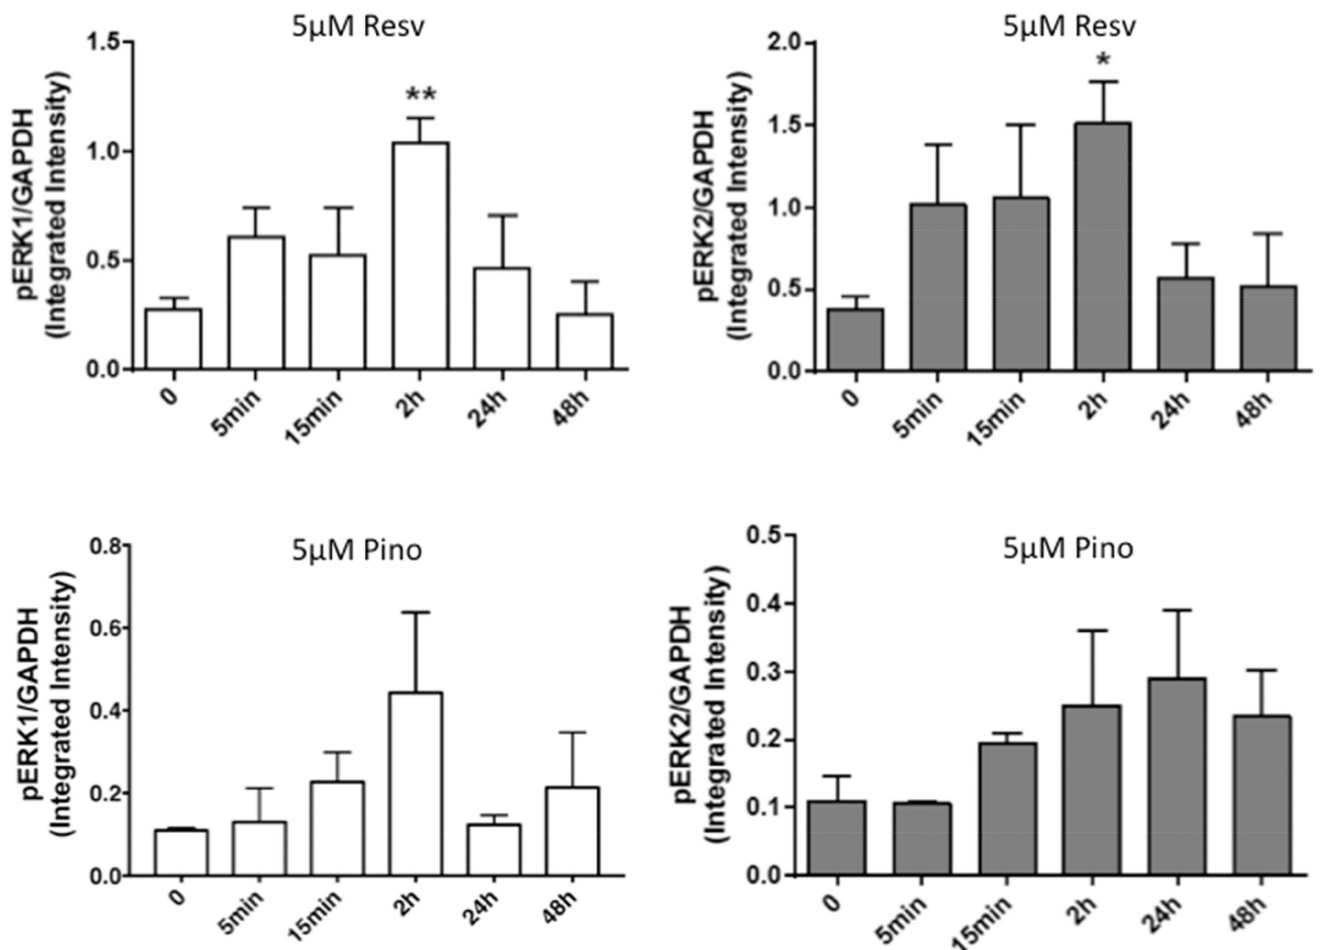 5µM Resv
pERK1/GAPDH
(Integrated Intensity)
1.5
1.0
0.5
0.0
**
0
5min
15min
2h
24h
48h
5µM Resv
pERK2/GAPDH
(Integrated Intensity)
2.0
1.5
1.0
0.5
0.0
*
0
5min
15min
2h
24h
48h
5µM Pino
pERK1/GAPDH
(Integrated Intensity)
0.8
0.6
0.4
0.2
0.0
0
5min
15min
2h
24h
48h
5µM Pino
pERK2/GAPDH
(Integrated Intensity)
0.5
0.4
0.3
0.2
0.1
0.0
0
5min
15min
2h
24h
48h